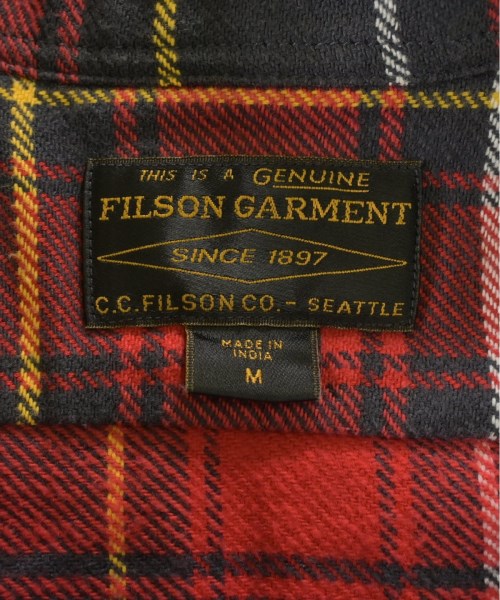 THIS IS A GENUINE
FILSON GARMENT
SINCE 1897
C.C. FILSON CO. - SEATTLE
MADE IN
INDIA
M